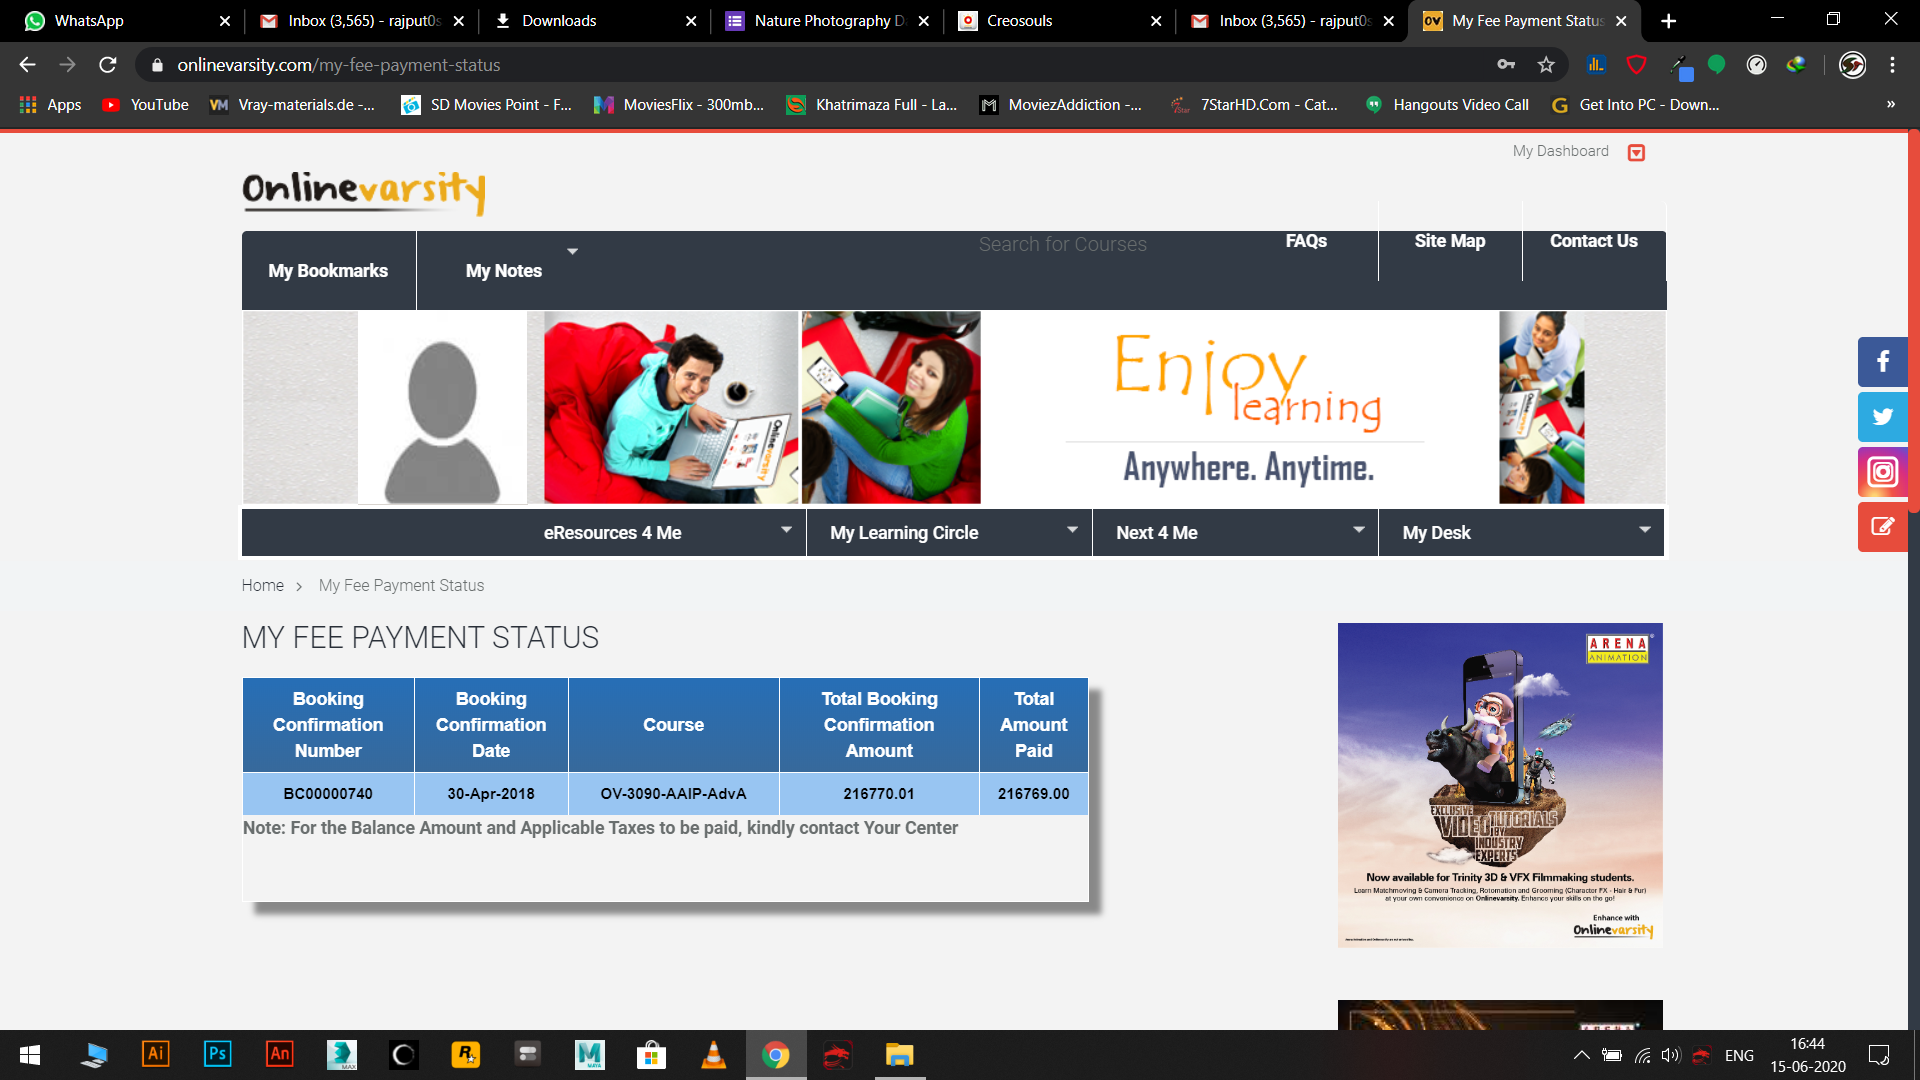 WhatsApp
Inbox (3,565) - rajput0s
Downloads
Nature Photography D
Creosouls
Inbox (3,565) - rajput0s
My Fee Payment Status
onlinevarsity.com/my-fee-payment-status
Apps
YouTube
VM Vray-materials.de -...
SD Movies Point - F...
MoviesFlix - 300mb...
Khatrimaza Full - La...
MoviezAddiction -...
7StarHD.Com - Cat...
Hangouts Video Call
Get Into PC - Down...
My Dashboard
Onlinevarsity
My Bookmarks
My Notes
Search for Courses
FAQs
Site Map
Contact Us
Enjoy
learning
Anywhere. Anytime.
eResources 4 Me
My Learning Circle
Next 4 Me
My Desk
Home > My Fee Payment Status
MY FEE PAYMENT STATUS
Booking Confirmation Number
Booking Confirmation Date
Course
Total Booking Confirmation Amount
Total Amount Paid
BC00000740
30-Apr-2018
OV-3090-AAIP-AdvA
216770.01
216769.00
Note: For the Balance Amount and Applicable Taxes to be paid, kindly contact Your Center
ARENA
ANIMATION
EXCLUSIVE
VIDEO TUTORIALS
BY
INDUSTRY
EXPERTS
Now available for Trinity 3D & VFX Filmmaking students.
Learn Matchmoving & Camera Tracking, Rotomation and Grooming (Character FX - Hair & Fur)
at your own convenience on Onlinevarsity. Enhance your skills on the go!
Enhance with
Onlinevarsity
ARENA
Ai
Ps
An
ENG
16:44
15-06-2020